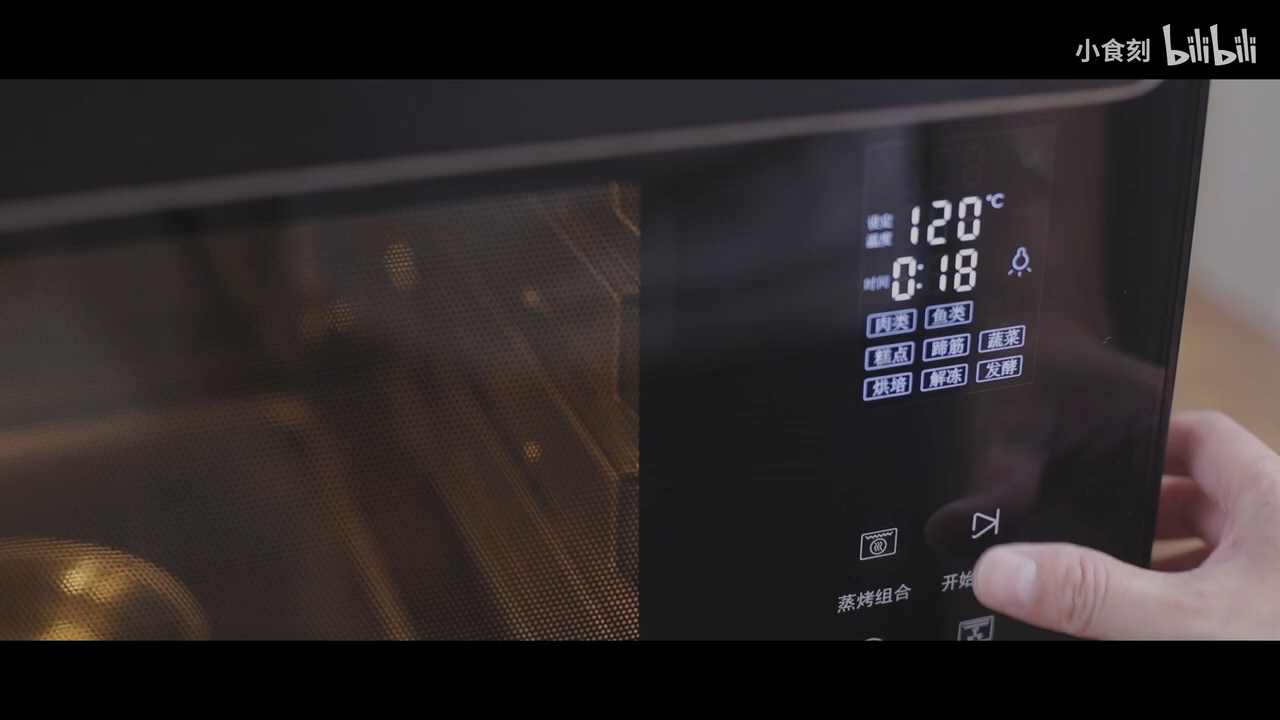 小食刻 bilibili
设定
温度
120℃
时间 0:18
肉类 鱼类
糕点 蹄筋 蔬菜
烘培 解冻 发酵
蒸烤组合 开始